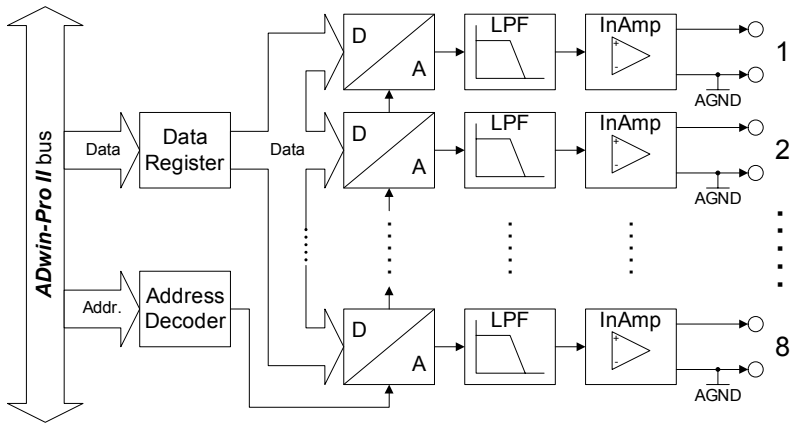 ADwin-Pro II bus
Data
Data
Register
Data
Addr.
Address
Decoder
D
A
LPF
InAmp
+
-
AGND
1
D
A
LPF
InAmp
+
-
AGND
2
D
A
LPF
InAmp
+
-
AGND
8